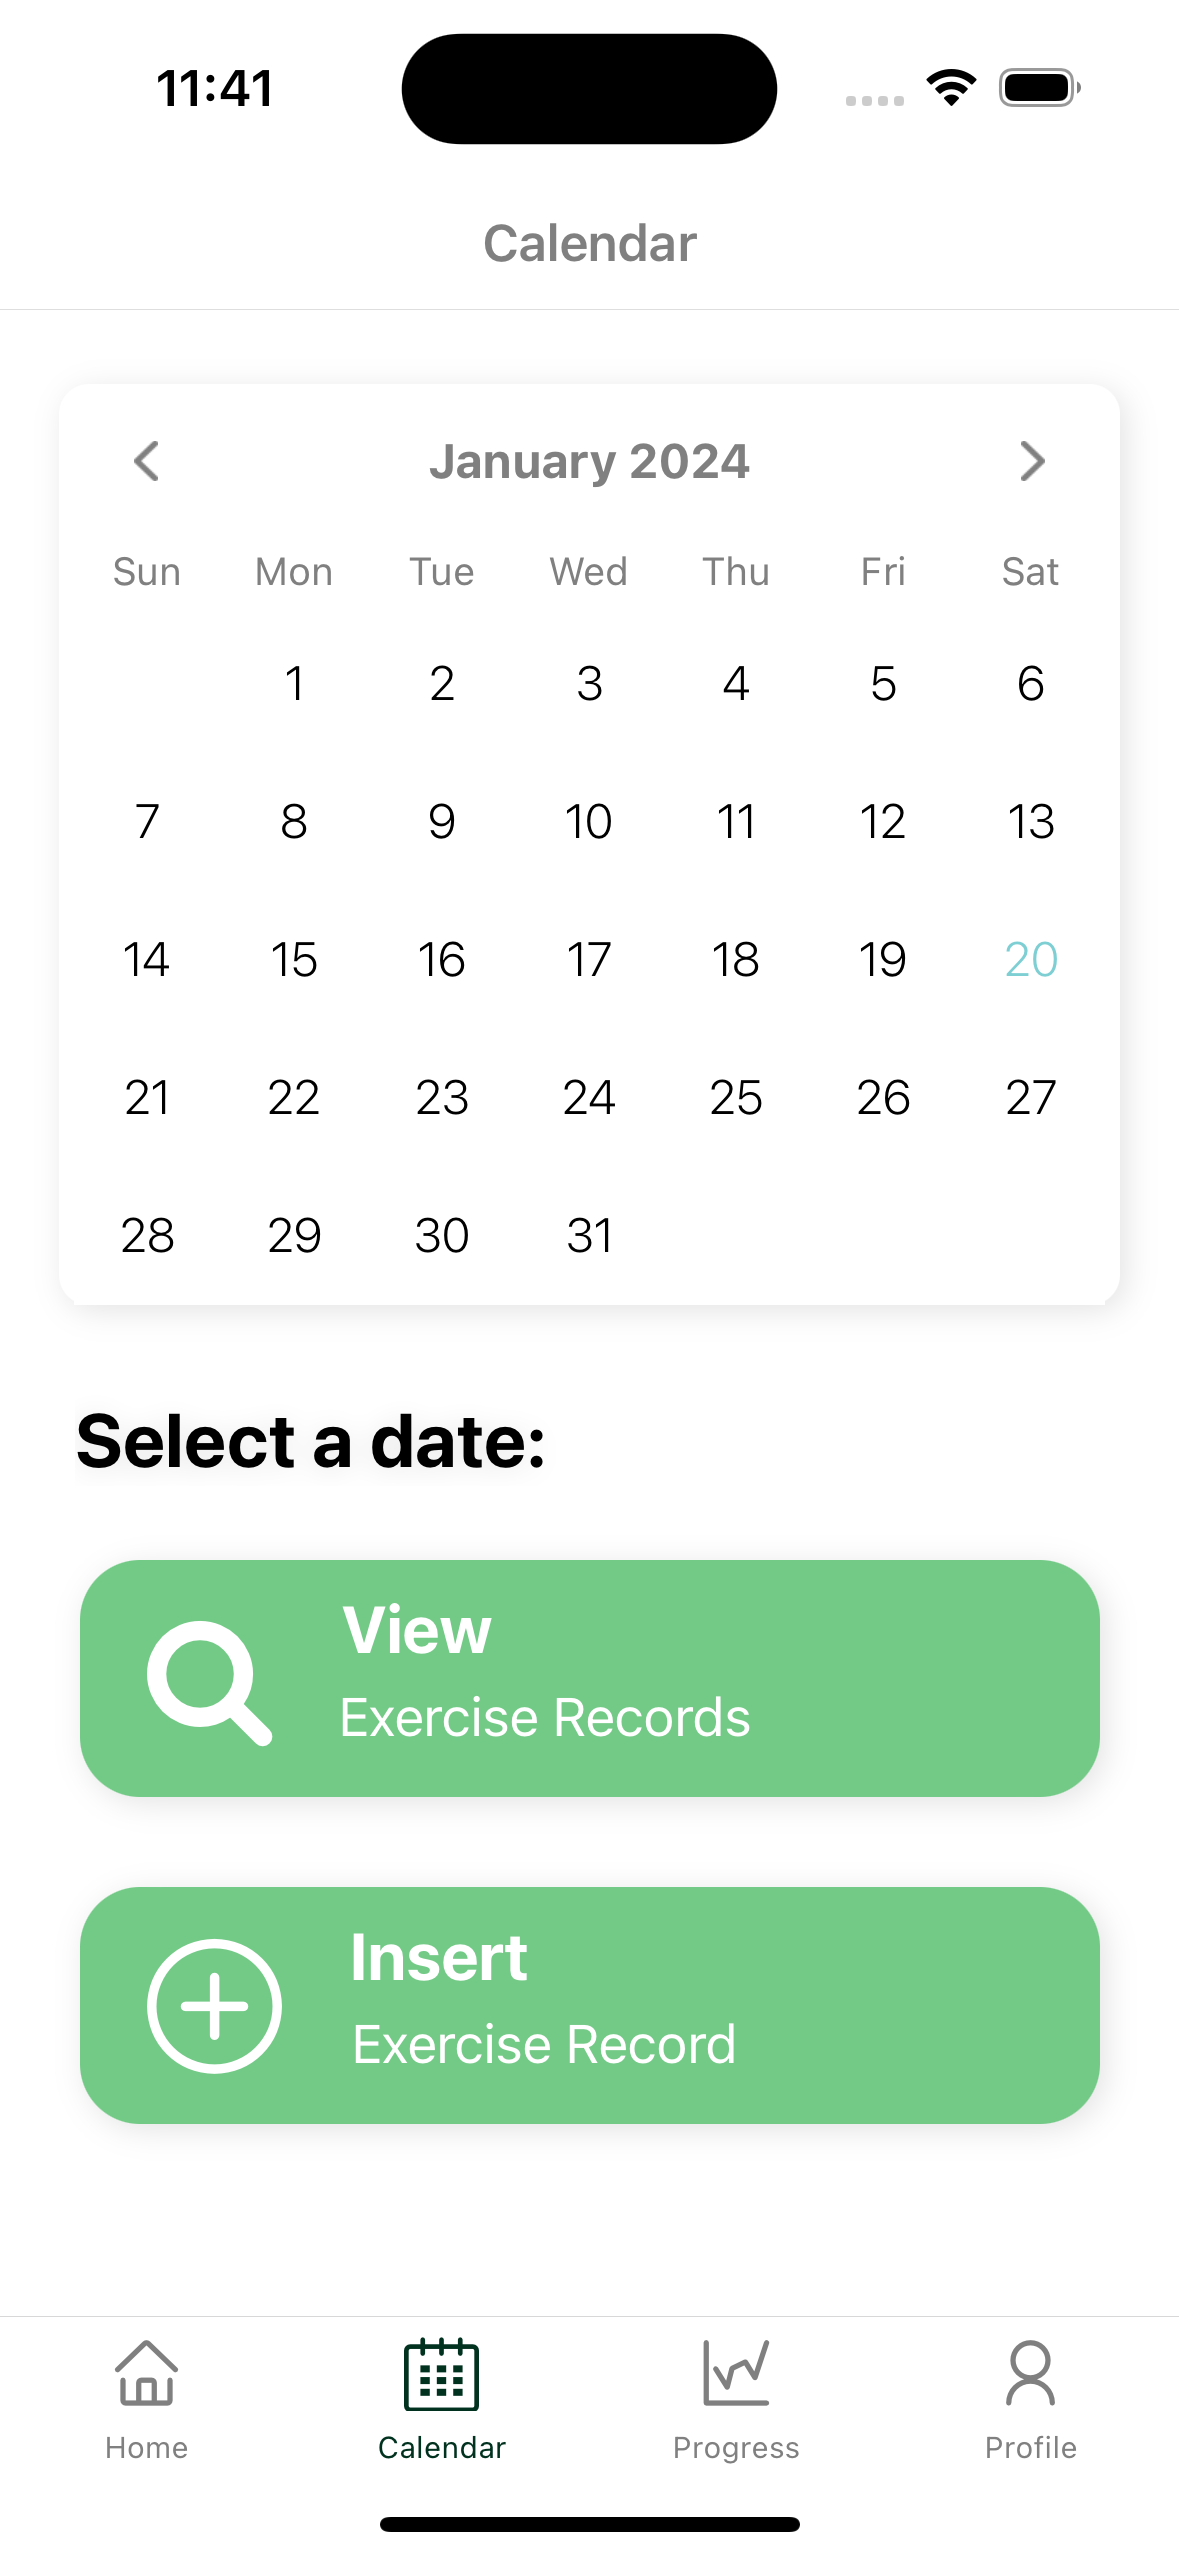 11:41
Calendar
January 2024
Sun Mon Tue Wed Thu Fri Sat
1 2 3 4 5 6
7 8 9 10 11 12 13
14 15 16 17 18 19 20
21 22 23 24 25 26 27
28 29 30 31
Select a date:
View
Exercise Records
Insert
Exercise Record
Home Calendar Progress Profile